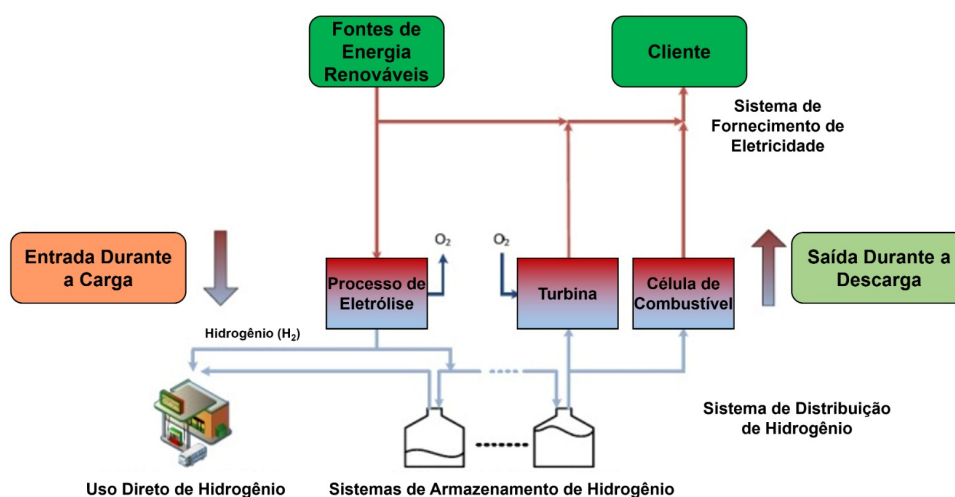 Fontes de
Energia
Renováveis
Cliente
Sistema de
Fornecimento de
Eletricidade
Entrada Durante
a Carga
O₂
O₂
Saída Durante a
Descarga
Processo de
Eletrólise
Turbina
Célula de
Combustível
Hidrogênio (H₂)
Sistema de Distribuição
de Hidrogênio
Uso Direto de Hidrogênio
Sistemas de Armazenamento de Hidrogênio